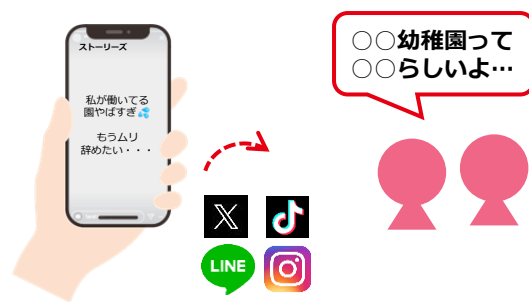 ストーリーズ
私が働いてる
園やばすぎ💦
もうムリ
辞めたい・・・
○○幼稚園って
○○らしいよ…
LINE